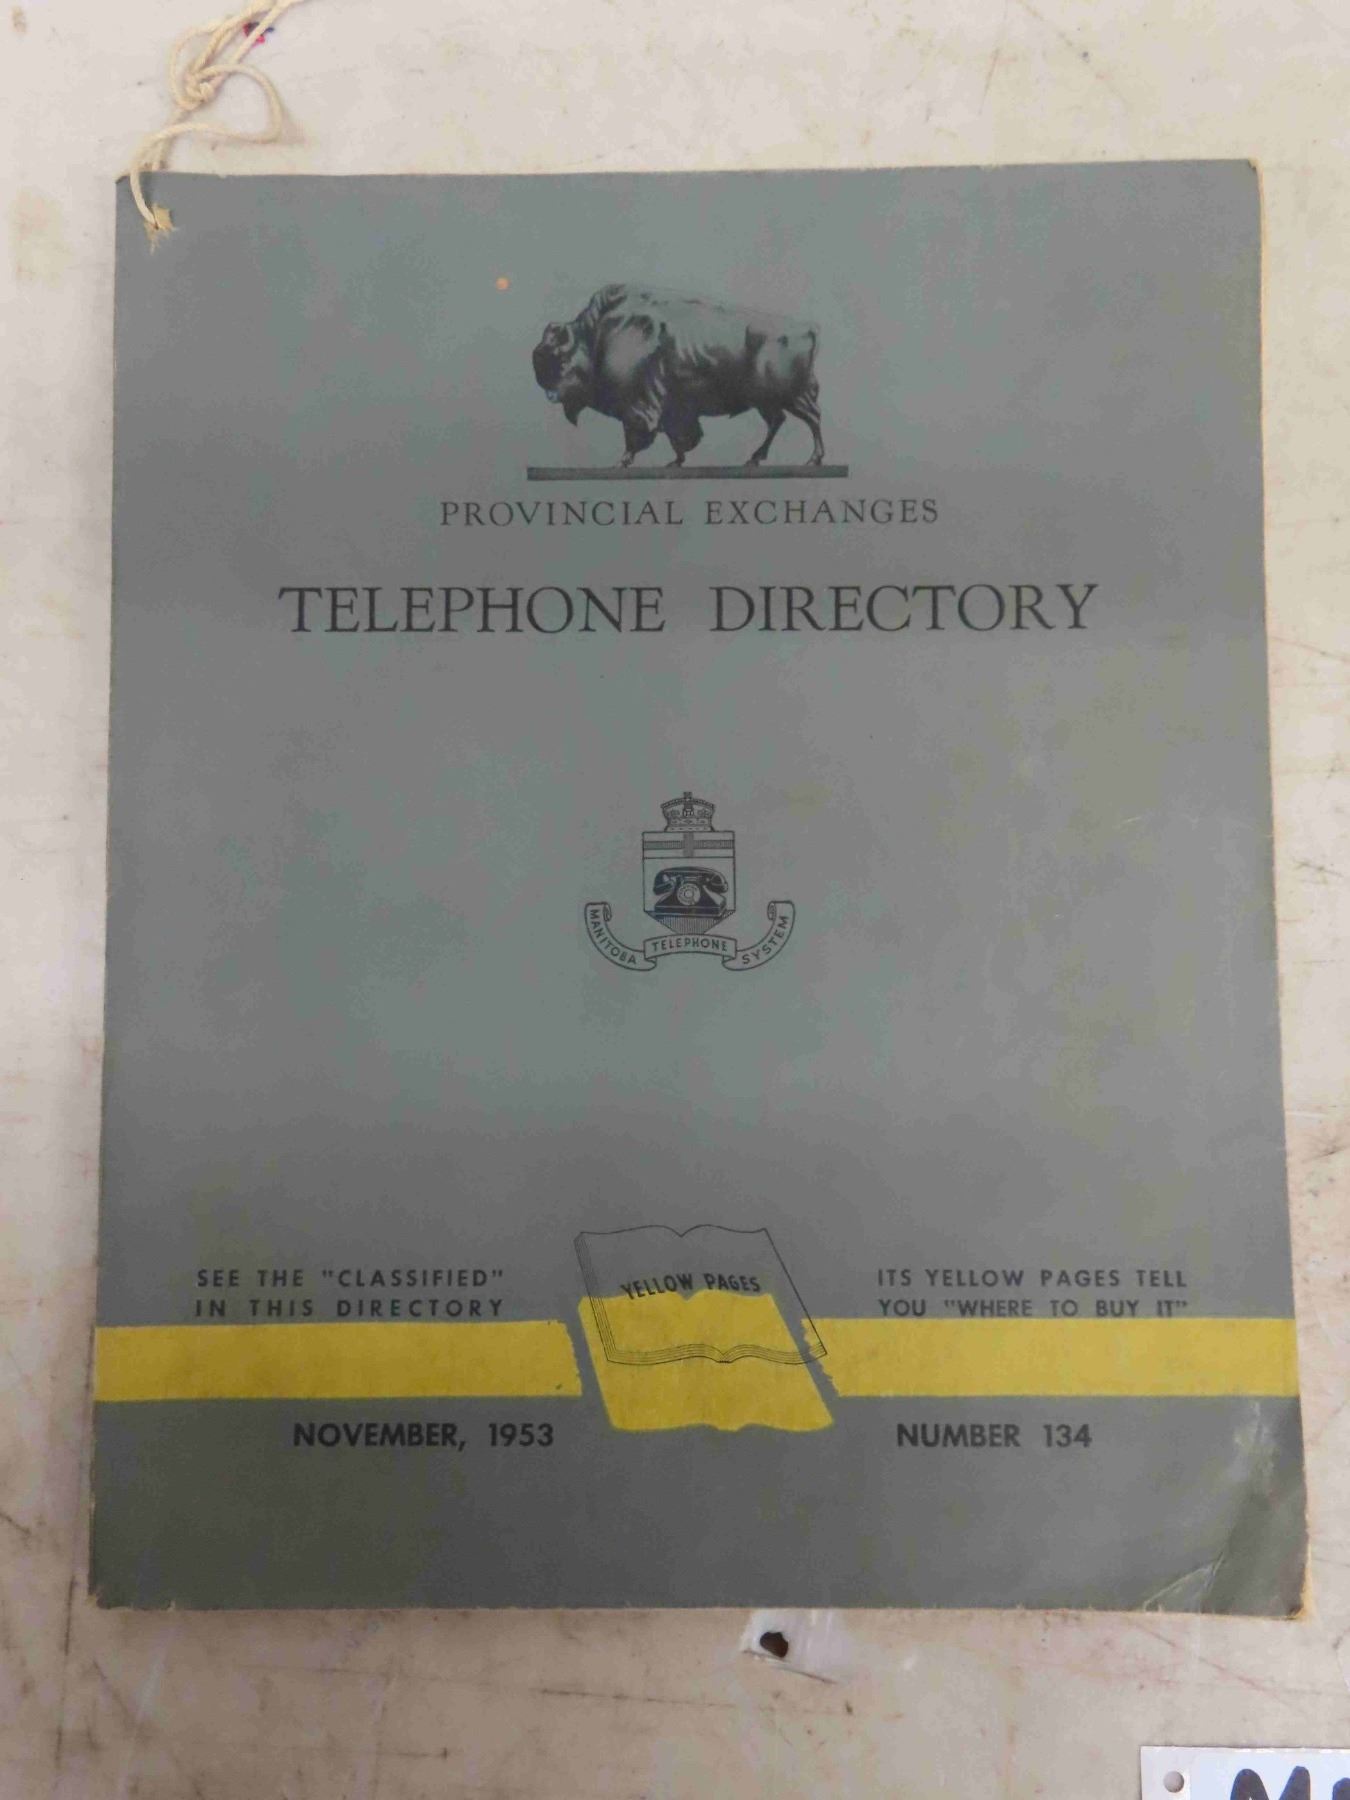 PROVINCIAL EXCHANGES
TELEPHONE DIRECTORY
MANITOBA TELEPHONE SYSTEM
SEE THE "CLASSIFIED"
IN THIS DIRECTORY
YELLOW PAGES
ITS YELLOW PAGES TELL
YOU "WHERE TO BUY IT"
NOVEMBER, 1953
NUMBER 134